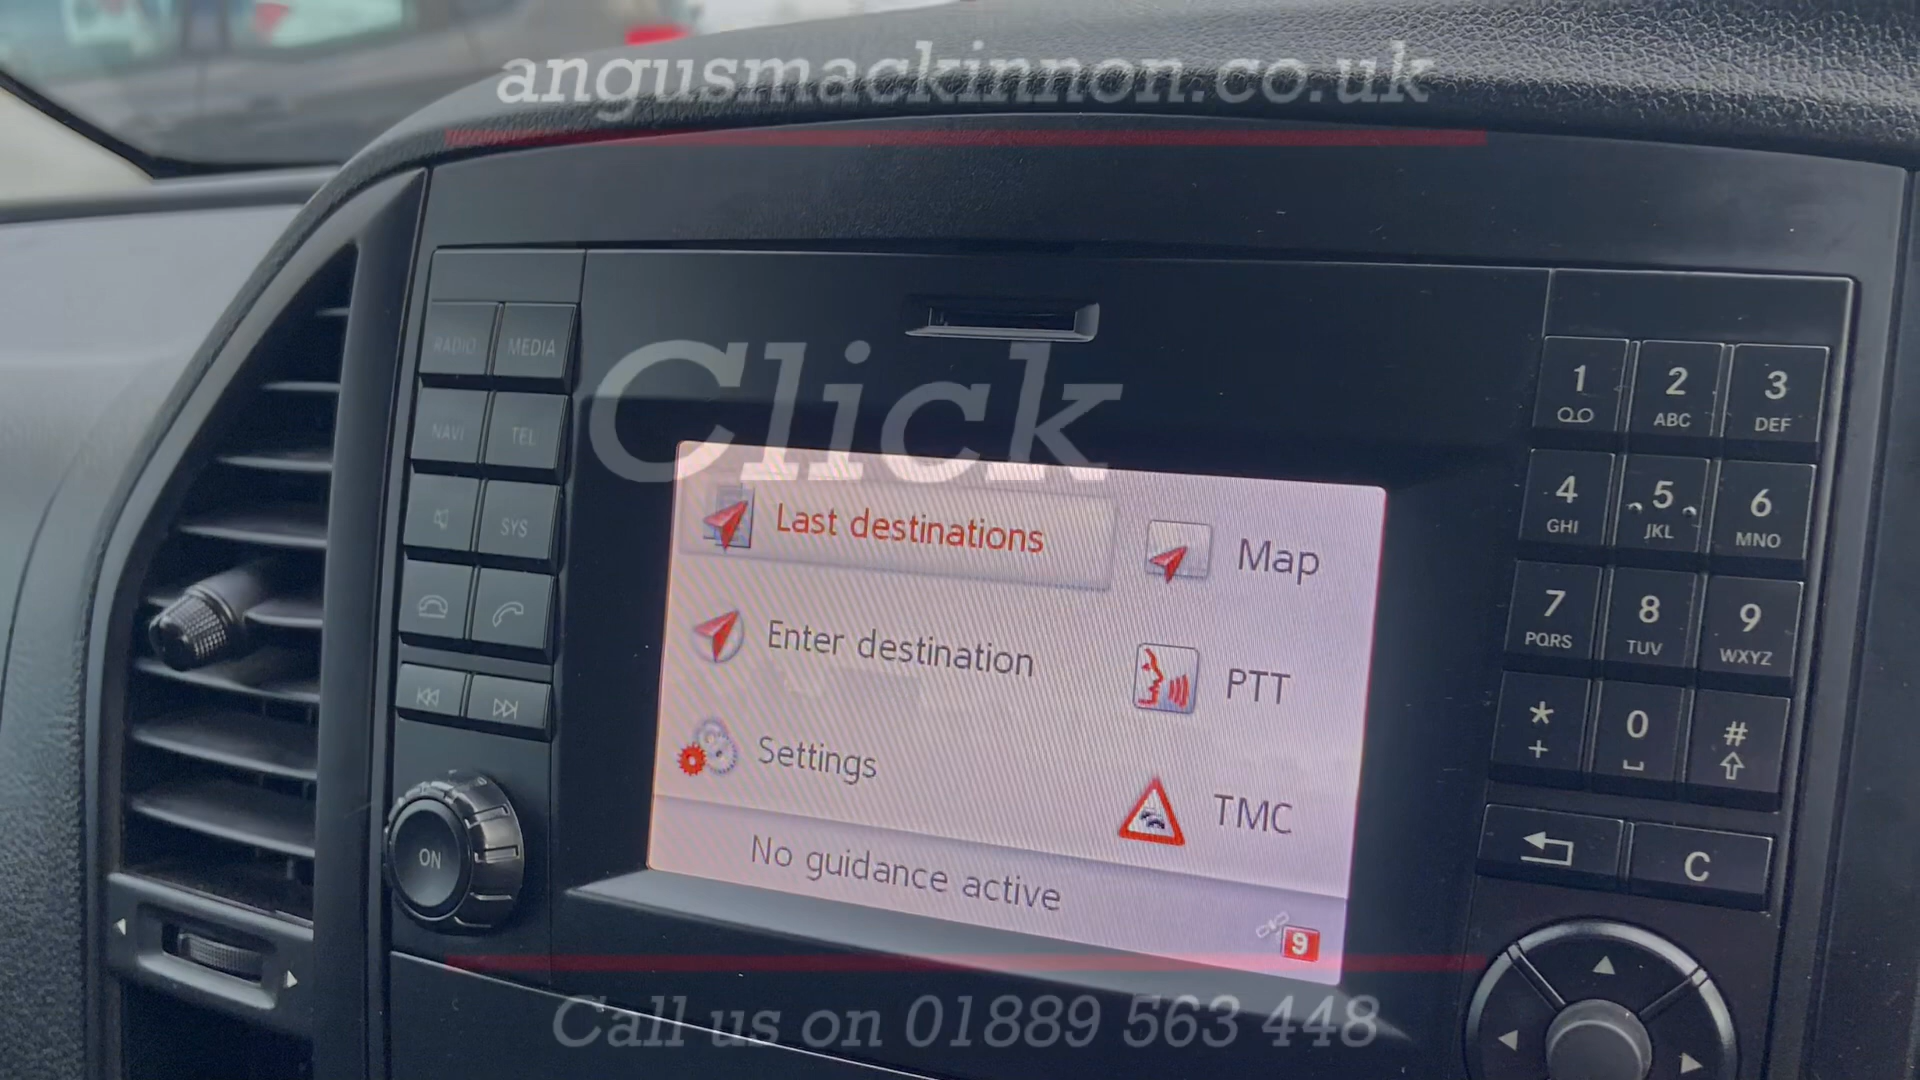 angusmackinnon.co.uk
Click
RADIO MEDIA
NAVI TEL
SYS
ON
Last destinations
Map
Enter destination
PTT
Settings
TMC
No guidance active
9
1 2 3
ABC DEF
4 5 6
GHI JKL MNO
7 8 9
PQRS TUV WXYZ
* 0 #
+
C
Call us on 01889 563 448